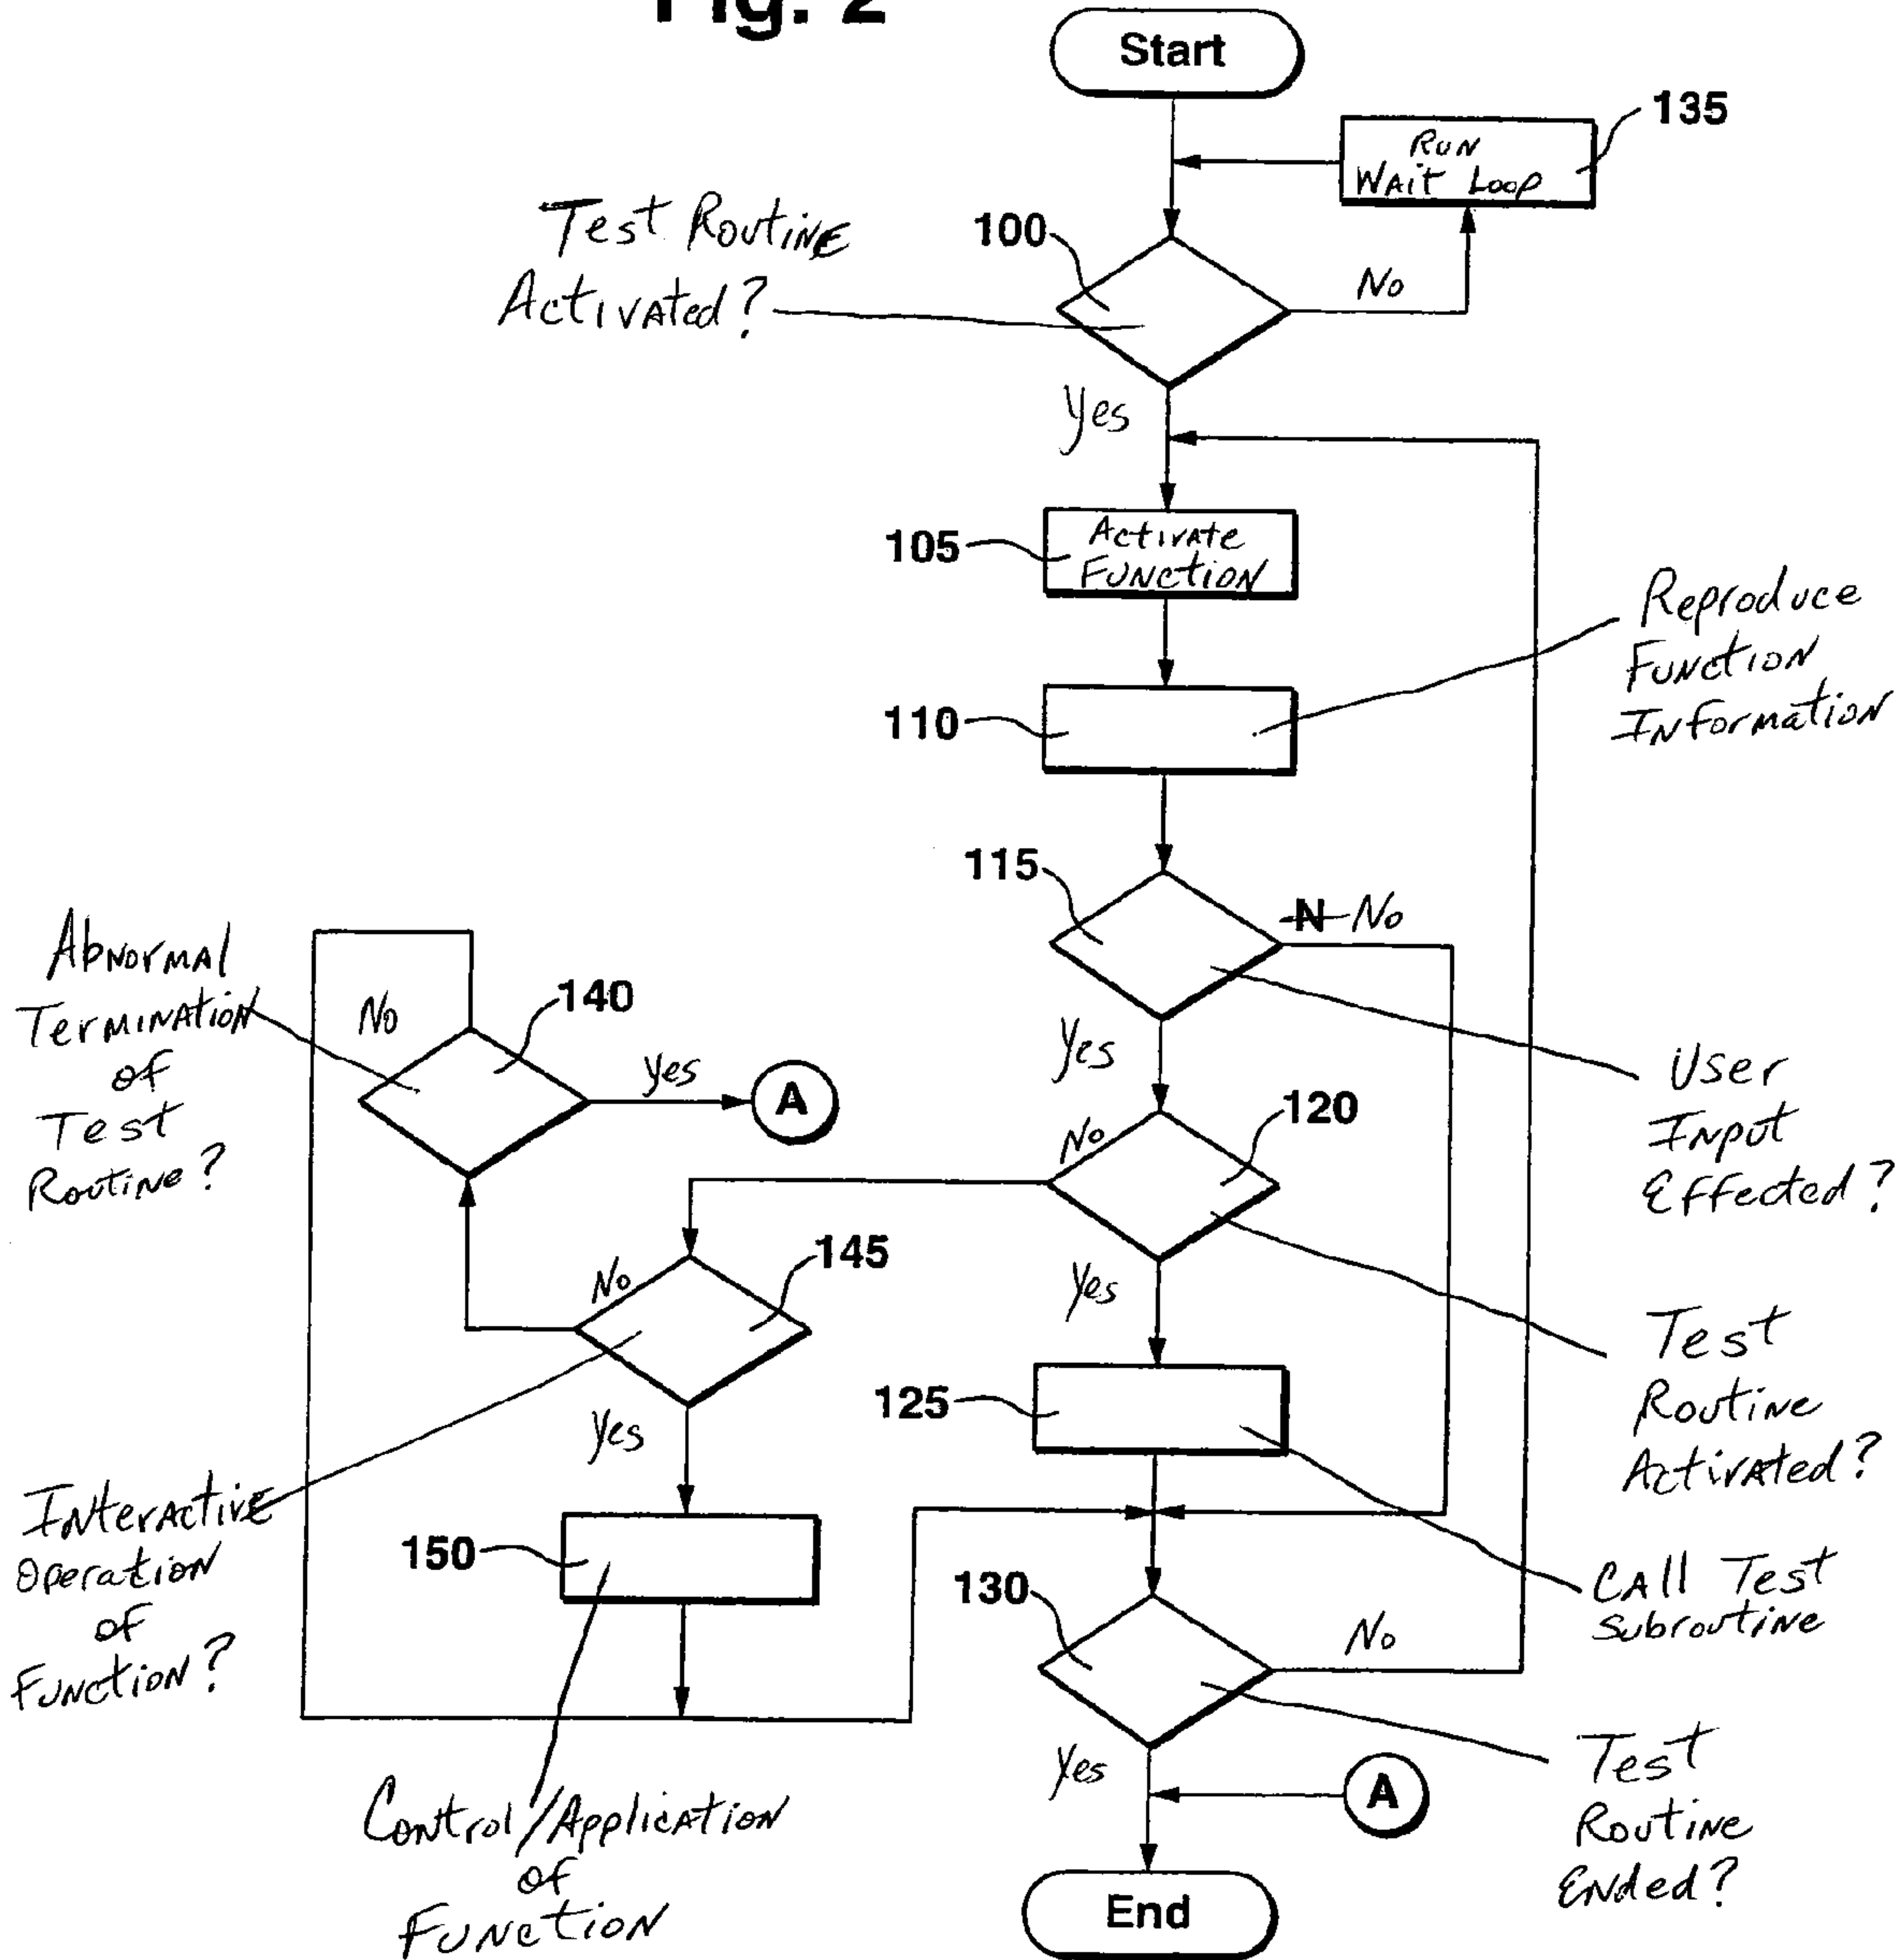 Fig. 2
Start
135
Run
Wait Loop
Test Routine
Activated?
100
No
Yes
105
Activate
Function
Reproduce
Function
Information
110
115
N No
Yes
Abnormal
Termination
of
Test
Routine?
No
140
Yes
A
User
Input
Effected?
120
No
Yes
145
No
Yes
Test
Routine
Activated?
125
Interactive
Operation
of
Function?
150
Call Test
Subroutine
130
No
Yes
Control/Application
of
Function
A
Test
Routine
Ended?
End